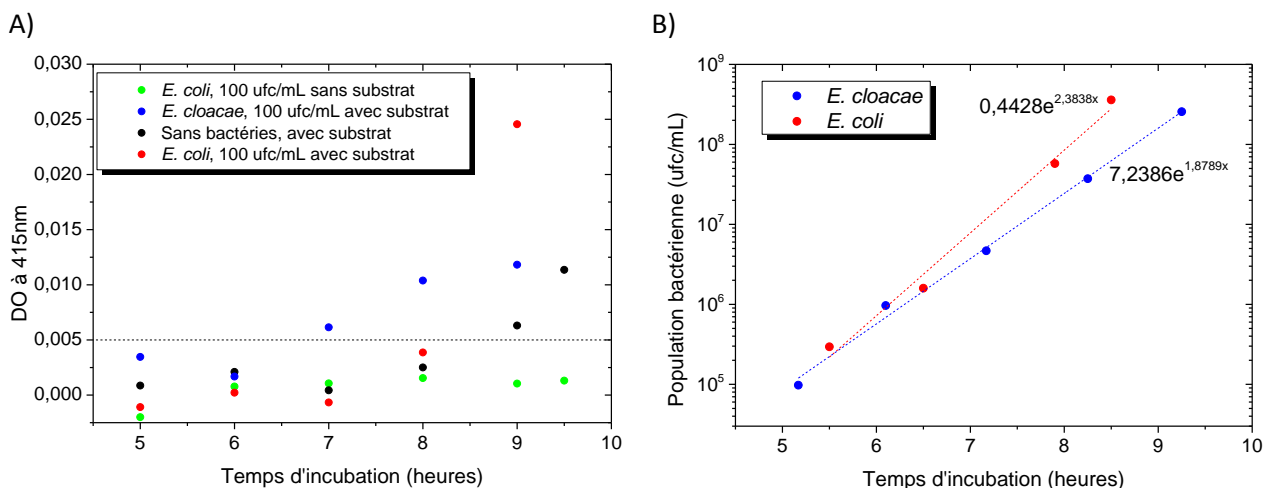 A)
0,030
0,025
0,020
0,015
0,010
0,005
0,000
DO à 415nm
E. coli, 100 ufc/mL sans substrat
E. cloacae, 100 ufc/mL avec substrat
Sans bactéries, avec substrat
E. coli, 100 ufc/mL avec substrat
5 6 7 8 9 10
Temps d'incubation (heures)
B)
10⁹
10⁸
10⁷
10⁶
10⁵
Population bactérienne (ufc/mL)
E. cloacae
E. coli
0,4428e^2,3838x
7,2386e^1,8789x
5 6 7 8 9 10
Temps d'incubation (heures)